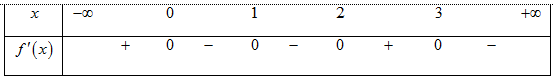 x −∞ 0 1 2 3 +∞
f'(x) + 0 − 0 − 0 + 0 −